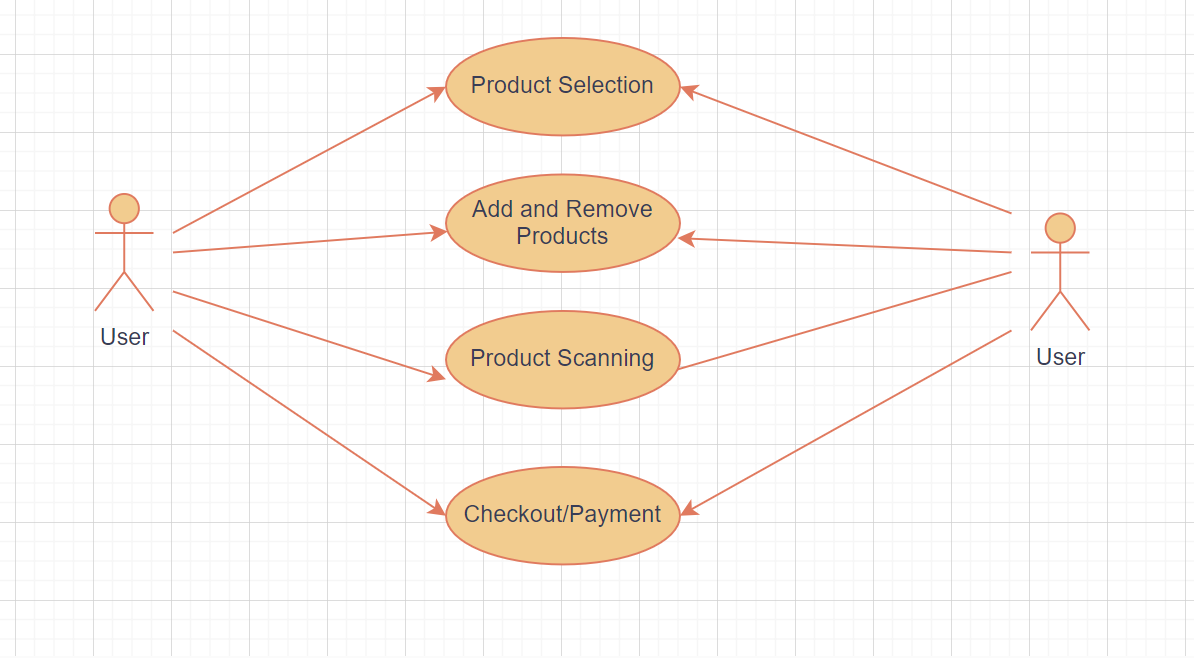 Product Selection
Add and Remove
Products
User
Product Scanning
User
Checkout/Payment